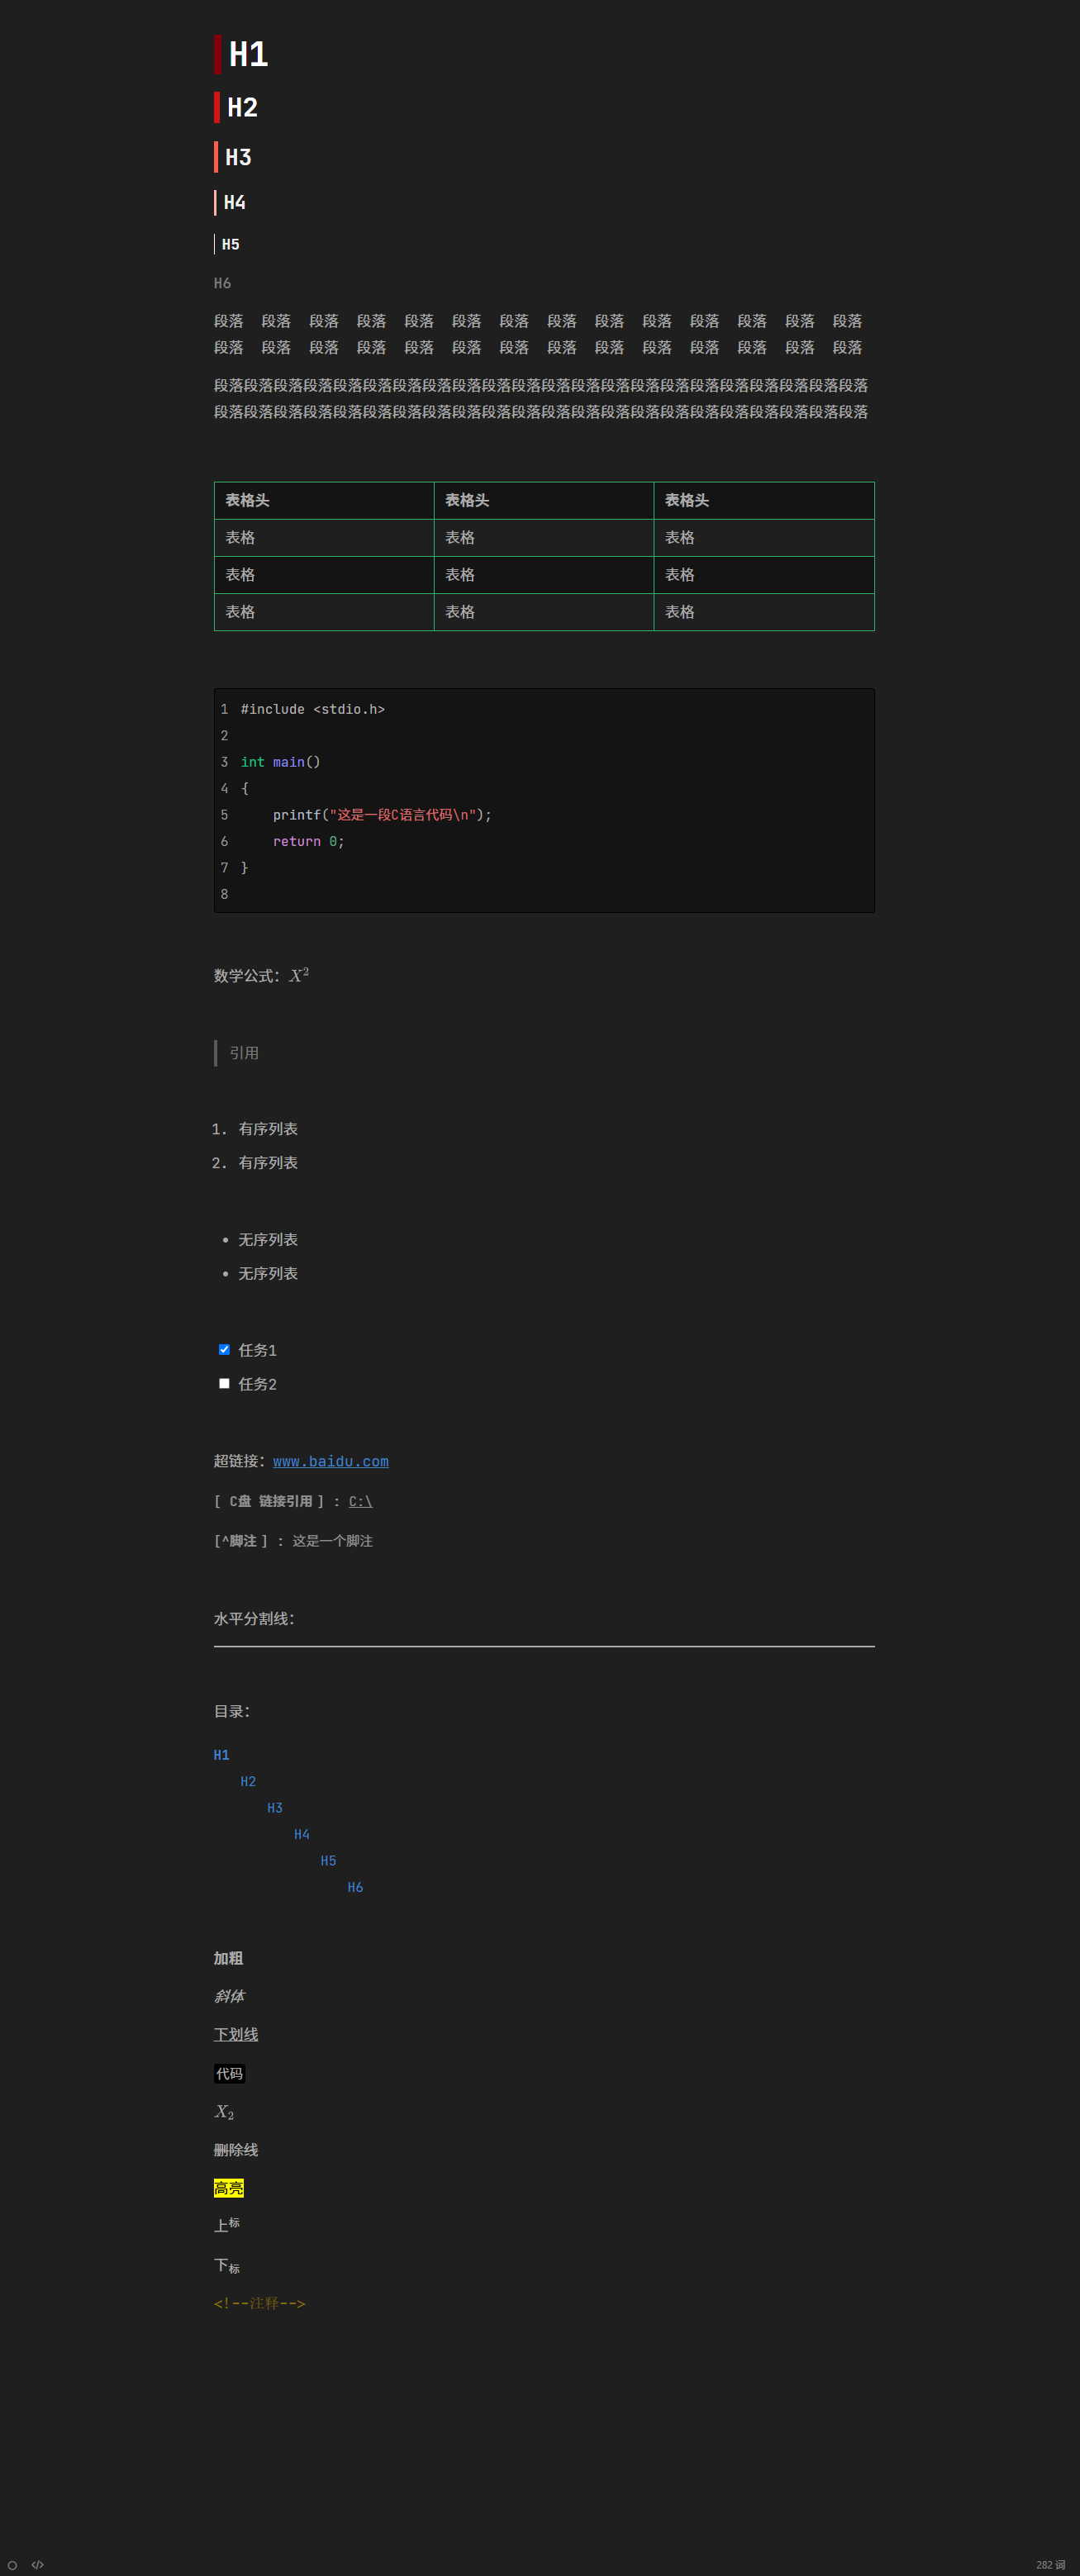 H1
H2
H3
H4
H5
H6
段落 段落 段落 段落 段落 段落 段落 段落 段落 段落 段落 段落 段落 段落
段落 段落 段落 段落 段落 段落 段落 段落 段落 段落 段落 段落 段落 段落
段落段落段落段落段落段落段落段落段落段落段落段落段落段落段落段落段落段落段落段落段落段落
段落段落段落段落段落段落段落段落段落段落段落段落段落段落段落段落段落段落段落段落段落段落
表格头 表格头 表格头
表格 表格 表格
表格 表格 表格
表格 表格 表格
1 #include <stdio.h>
2
3 int main()
4 {
5     printf("这是一段C语言代码\n");
6     return 0;
7 }
8
数学公式：X²
引用
1. 有序列表
2. 有序列表
• 无序列表
• 无序列表
任务1
任务2
超链接：www.baidu.com
[ C盘 链接引用 ] : C:\
[^脚注 ] : 这是一个脚注
水平分割线：
目录：
H1
H2
H3
H4
H5
H6
加粗
斜体
下划线
代码
X₂
删除线
高亮
上标
下标
<!--注释-->
</> 282 词